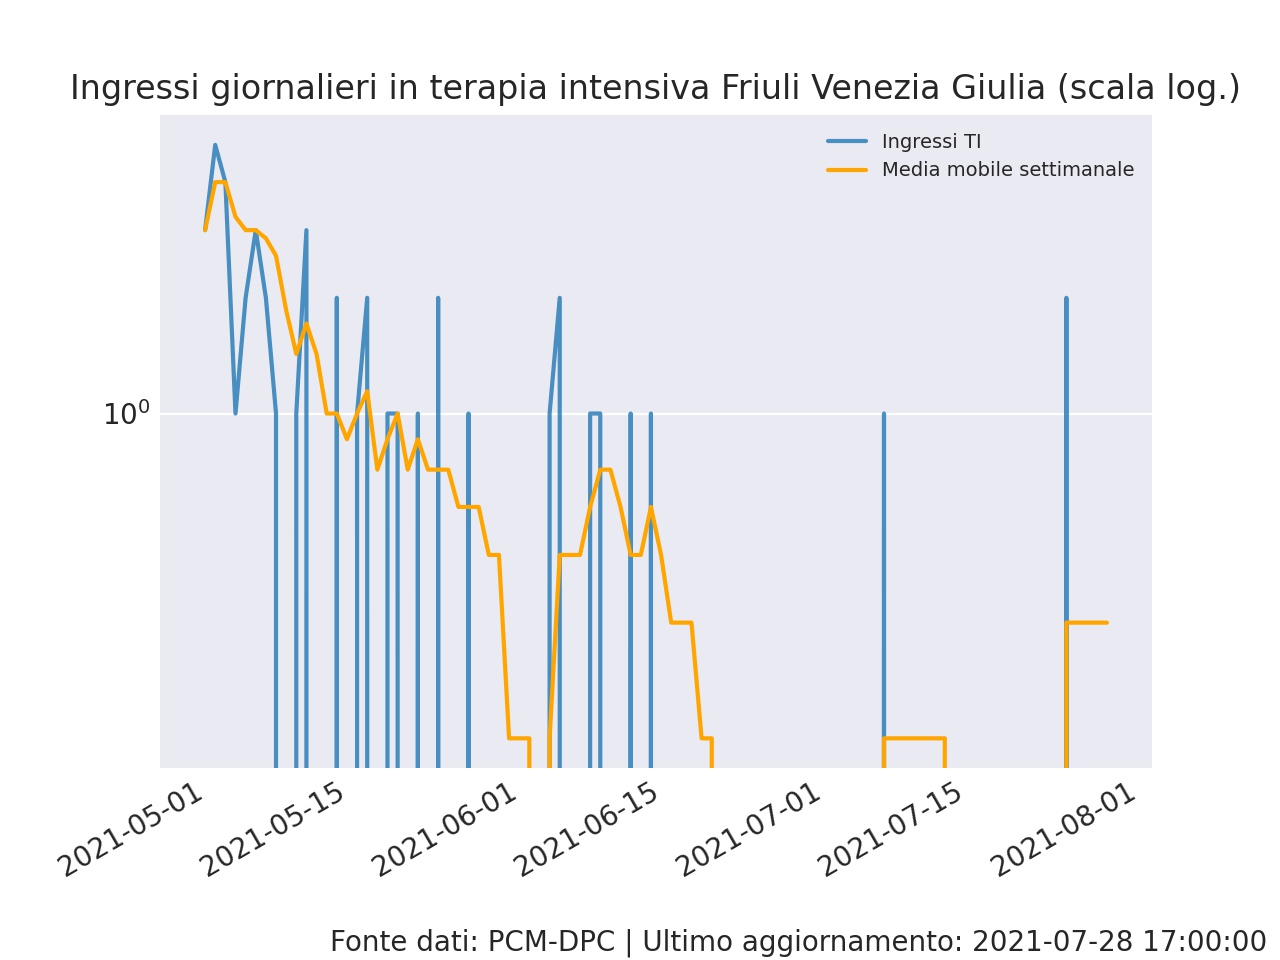 Ingressi giornalieri in terapia intensiva Friuli Venezia Giulia (scala log.)
Ingressi TI
Media mobile settimanale
10⁰
2021-05-01
2021-05-15
2021-06-01
2021-06-15
2021-07-01
2021-07-15
2021-08-01
Fonte dati: PCM-DPC | Ultimo aggiornamento: 2021-07-28 17:00:00